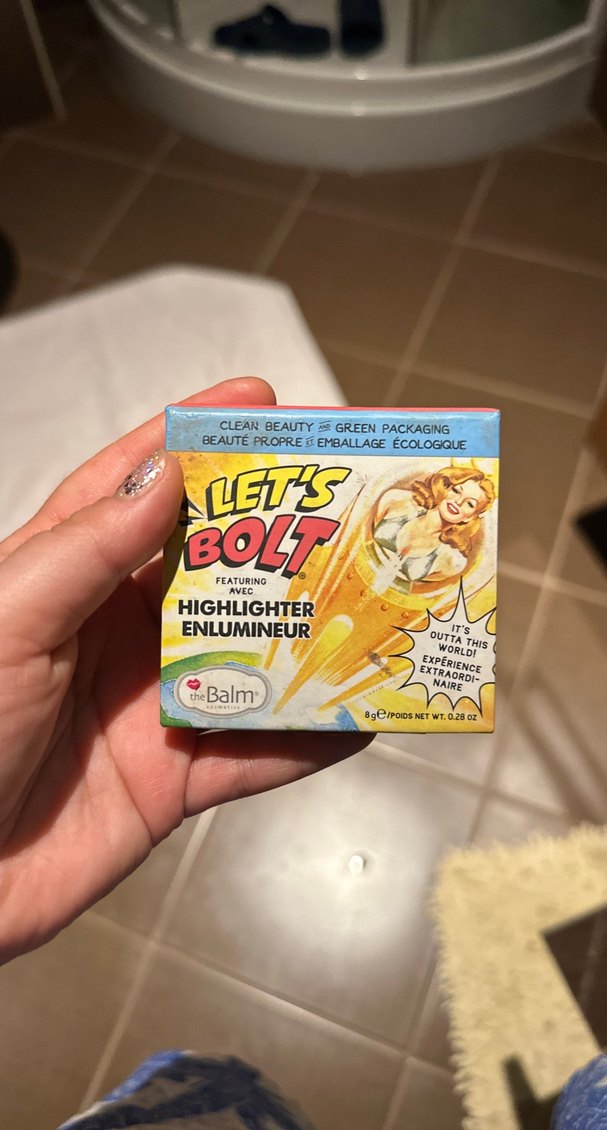 CLEAN BEAUTY AND GREEN PACKAGING
BEAUTÉ PROPRE ET EMBALLAGE ÉCOLOGIQUE
LET'S
BOLT®
FEATURING
AVEC
HIGHLIGHTER
ENLUMINEUR
IT'S
OUTTA THIS
WORLD!
EXPÉRIENCE
EXTRAORDI-
NAIRE
theBalm®
cosmetics
8 g℮/POIDS NET WT. 0.28 OZ